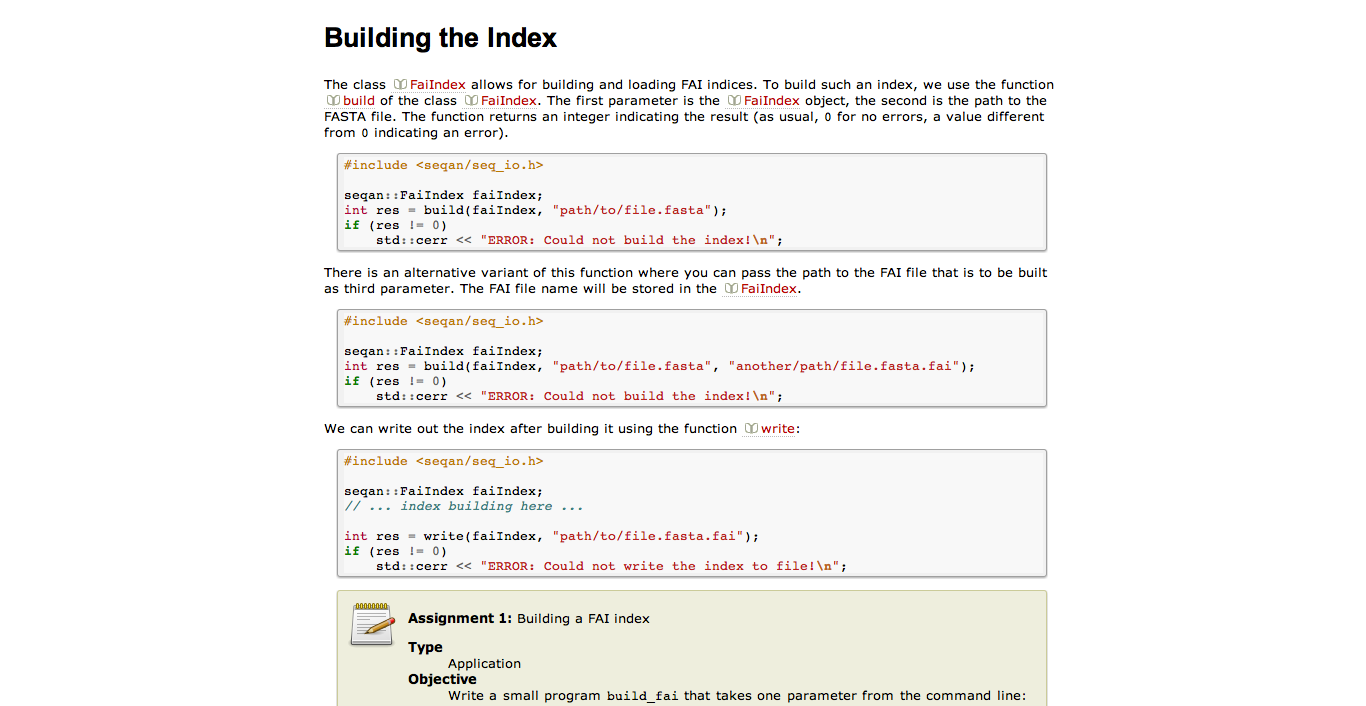 Building the Index
The class FaiIndex allows for building and loading FAI indices. To build such an index, we use the function
build of the class FaiIndex. The first parameter is the FaiIndex object, the second is the path to the
FASTA file. The function returns an integer indicating the result (as usual, 0 for no errors, a value different
from 0 indicating an error).
#include <seqan/seq_io.h>
seqan::FaiIndex faiIndex;
int res = build(faiIndex, "path/to/file.fasta");
if (res != 0)
    std::cerr << "ERROR: Could not build the index!\n";
There is an alternative variant of this function where you can pass the path to the FAI file that is to be built
as third parameter. The FAI file name will be stored in the FaiIndex.
#include <seqan/seq_io.h>
seqan::FaiIndex faiIndex;
int res = build(faiIndex, "path/to/file.fasta", "another/path/file.fasta.fai");
if (res != 0)
    std::cerr << "ERROR: Could not build the index!\n";
We can write out the index after building it using the function write:
#include <seqan/seq_io.h>
seqan::FaiIndex faiIndex;
// ... index building here ...
int res = write(faiIndex, "path/to/file.fasta.fai");
if (res != 0)
    std::cerr << "ERROR: Could not write the index to file!\n";
Assignment 1: Building a FAI index
Type
Application
Objective
Write a small program build_fai that takes one parameter from the command line: